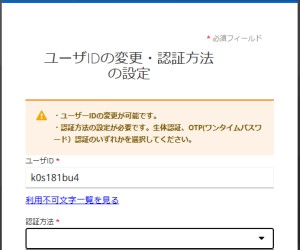 * 必須フィールド
ユーザIDの変更・認証方法
の設定
・ユーザーIDの変更が可能です。
・認証方法の設定が必要です。生体認証、OTP(ワンタイムパスワ
ード) 認証のいずれかを選択してください。
ユーザID *
k0s181bu4
利用不可文字一覧を見る
認証方法 *